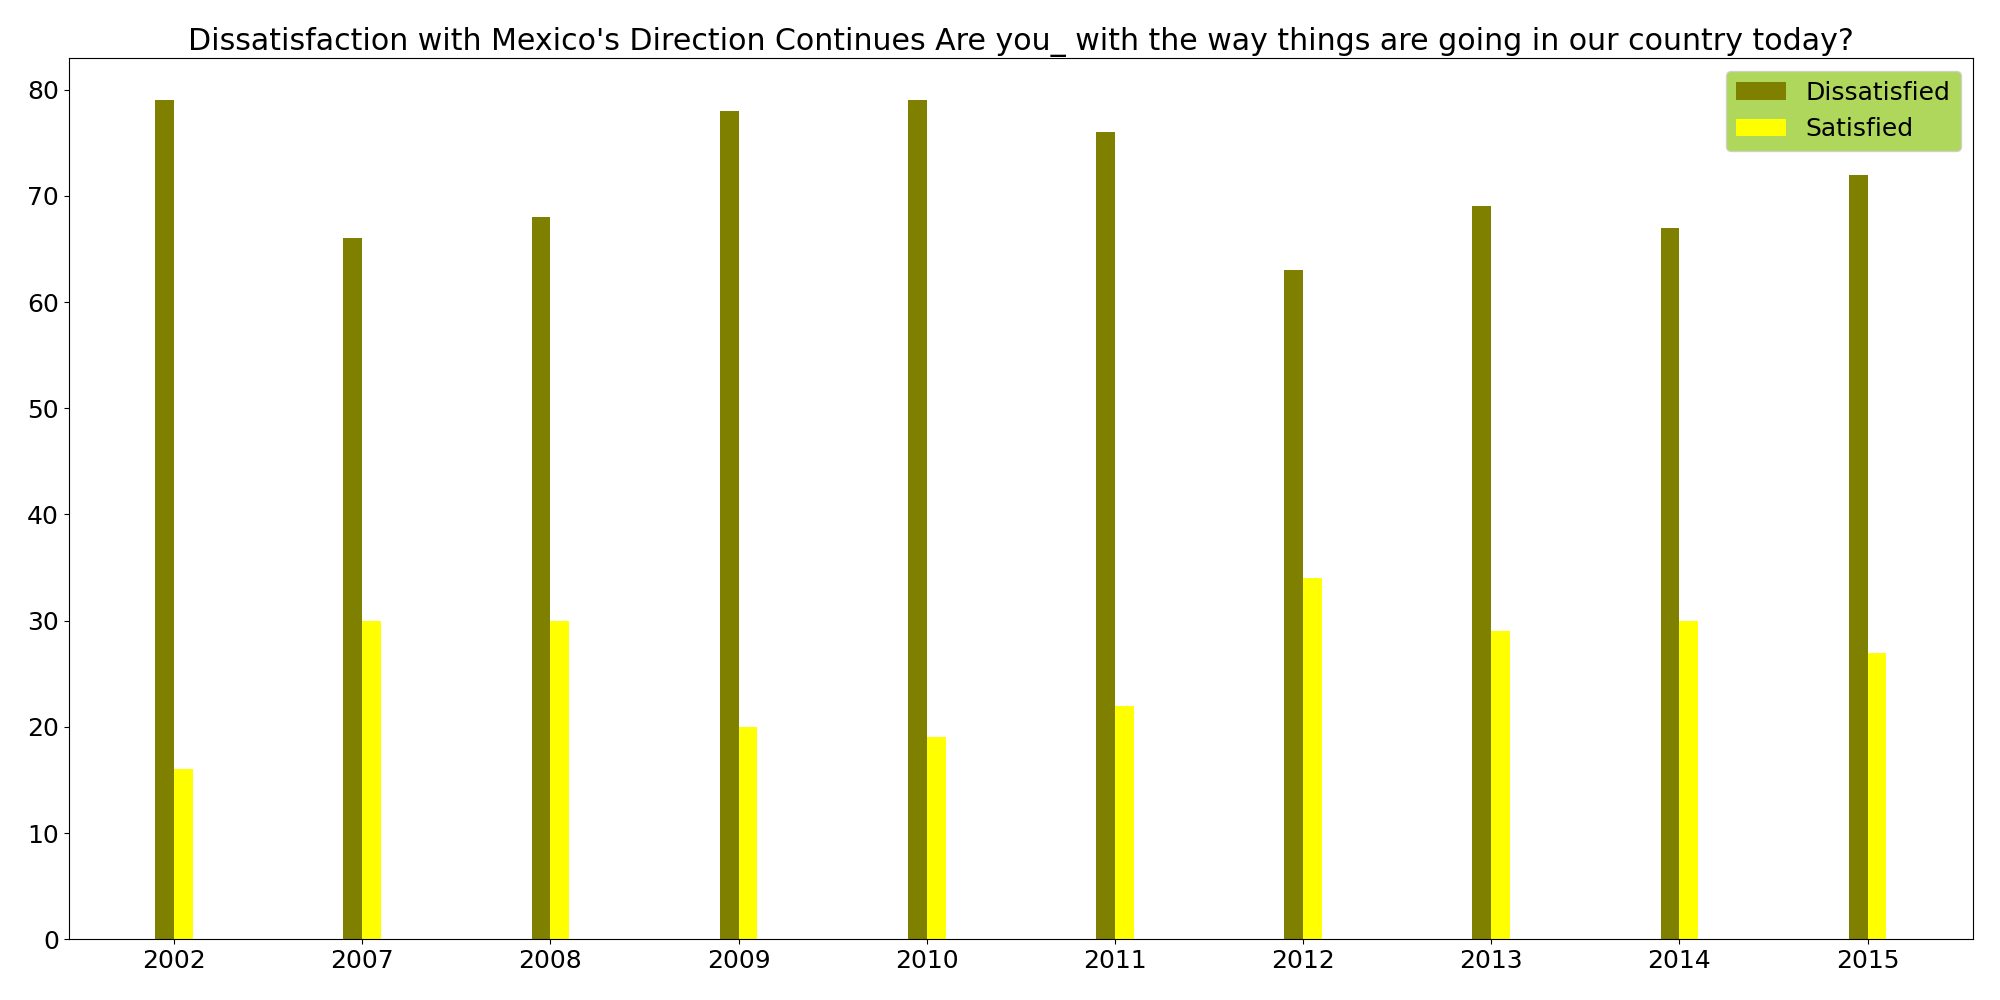 Dissatisfaction with Mexico's Direction Continues Are you_ with the way things are going in our country today?
Dissatisfied
Satisfied
80
70
60
50
40
30
20
10
0
2002 2007 2008 2009 2010 2011 2012 2013 2014 2015